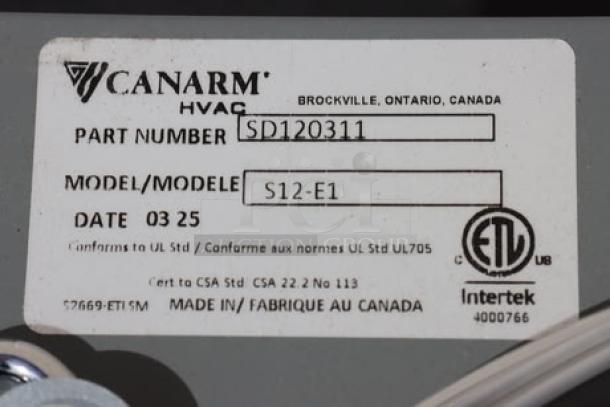 CANARM
HVAC
BROCKVILLE, ONTARIO, CANADA
PART NUMBER SD120311
MODEL/MODELE S12-E1
DATE 03 25
Conforms to UL Std / Conforme aux normes UL Std UL705
Cert to CSA Std CSA 22.2 No 113
C ETL US
Intertek
4000766
S2669-ETLSM MADE IN/ FABRIQUE AU CANADA